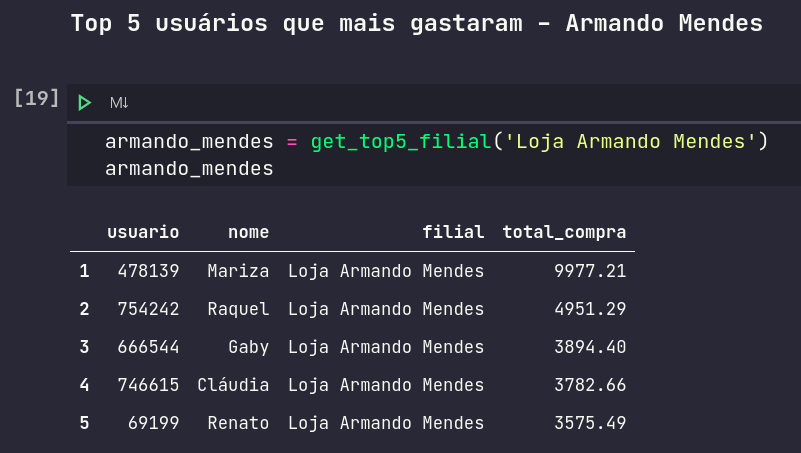 Top 5 usuários que mais gastaram - Armando Mendes
[19]
M↓
armando_mendes = get_top5_filial('Loja Armando Mendes')
armando_mendes
usuario nome filial total_compra
1 478139 Mariza Loja Armando Mendes 9977.21
2 754242 Raquel Loja Armando Mendes 4951.29
3 666544 Gaby Loja Armando Mendes 3894.40
4 746615 Cláudia Loja Armando Mendes 3782.66
5 69199 Renato Loja Armando Mendes 3575.49